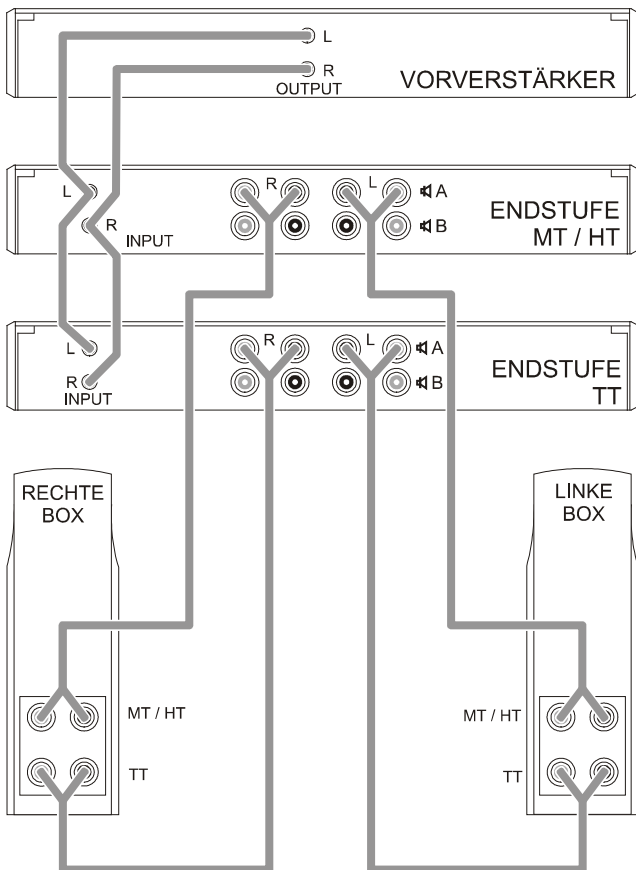 L
R
OUTPUT
VORVERSTÄRKER
L
R
INPUT
R
L
A
B
ENDSTUFE
MT / HT
L
R
INPUT
R
L
A
B
ENDSTUFE
TT
RECHTE
BOX
LINKE
BOX
MT / HT
TT
MT / HT
TT